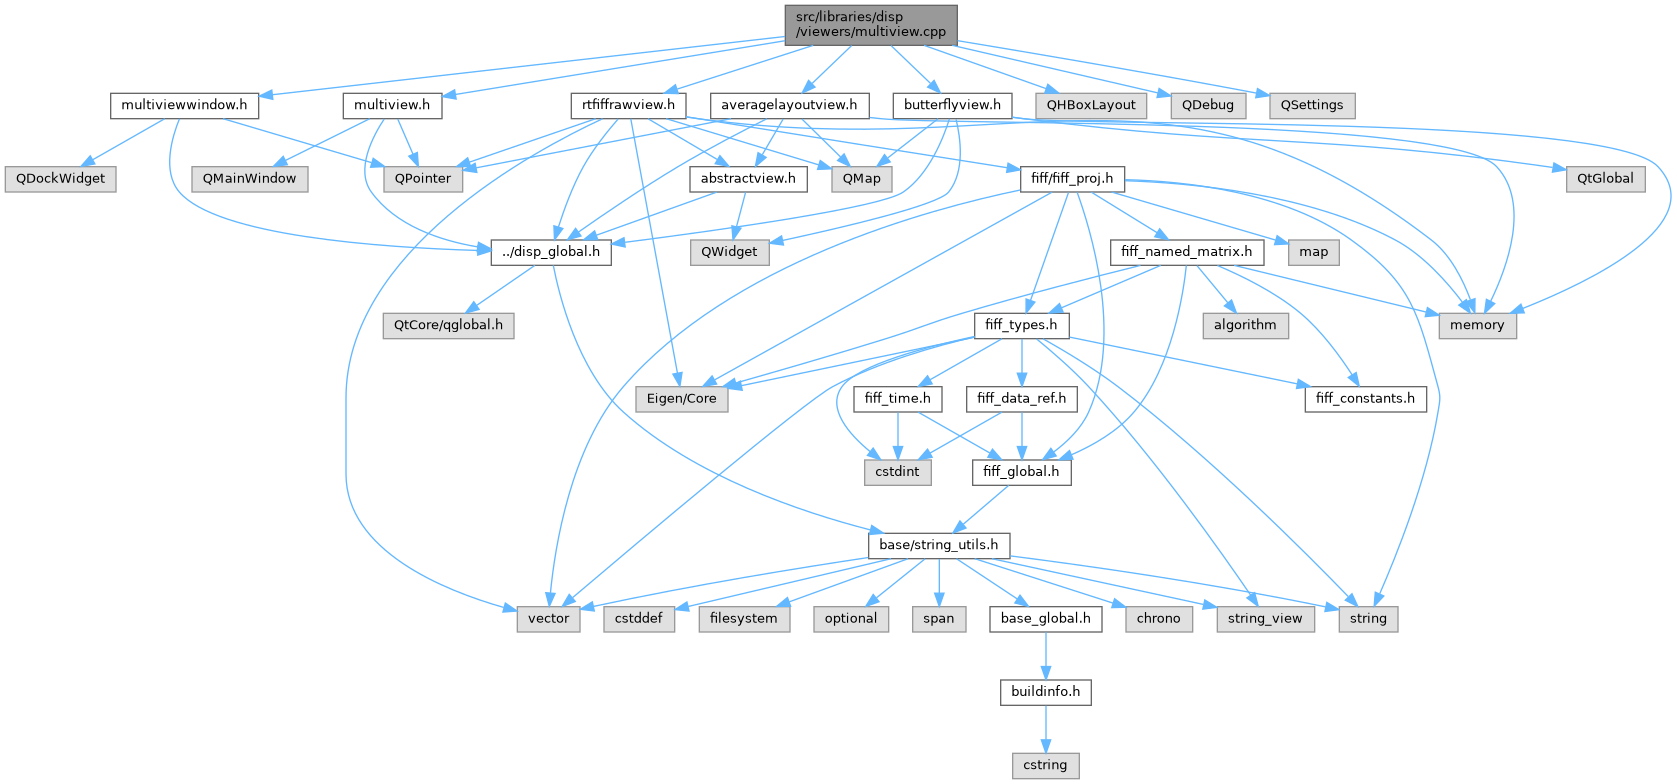 src/libraries/disp
/viewers/multiview.cpp
multiviewwindow.h
multiview.h
rtfiffrawview.h
averagelayoutview.h
butterflyview.h
QHBoxLayout
QDebug
QSettings
QDockWidget
QMainWindow
QPointer
abstractview.h
QMap
fiff/fiff_proj.h
QtGlobal
../disp_global.h
QWidget
fiff_named_matrix.h
map
QtCore/qglobal.h
fiff_types.h
algorithm
memory
Eigen/Core
fiff_time.h
fiff_data_ref.h
fiff_constants.h
cstdint
fiff_global.h
base/string_utils.h
vector
cstddef
filesystem
optional
span
base_global.h
chrono
string_view
string
buildinfo.h
cstring